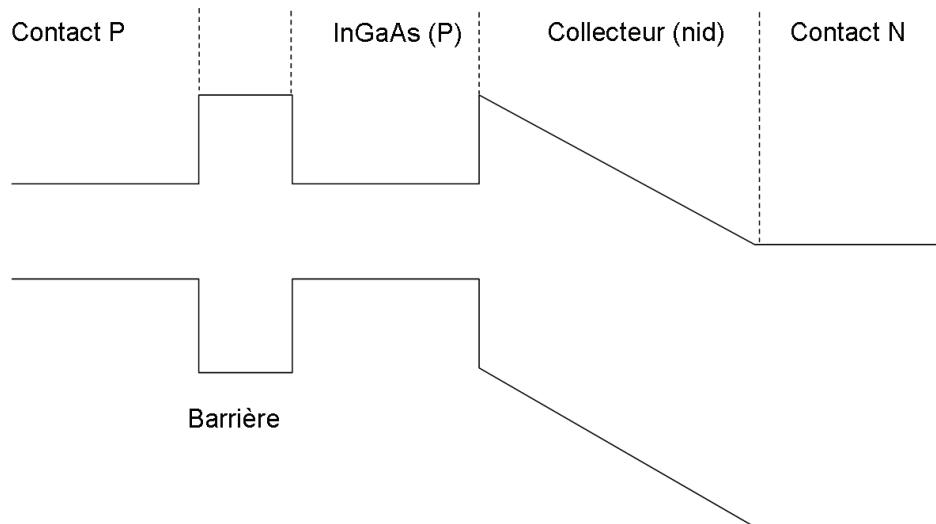 Contact P
InGaAs (P)
Collecteur (nid)
Contact N
Barrière